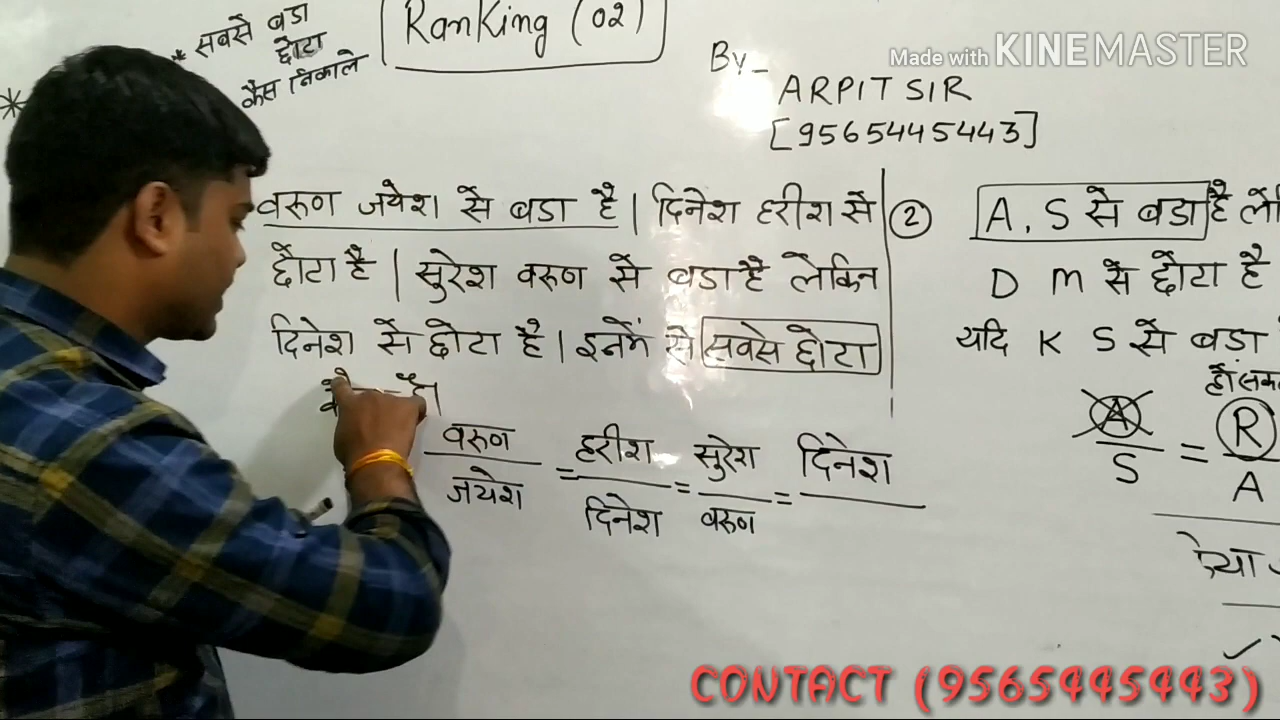 * सबसे बडा
छोटा
कैसे निकाले
Ranking (02)
By-
ARPIT SIR
[9565445443]
Made with KINEMASTER
वरुण जयेश से बडा है | दिनेश हरीश से
छोटा है | सुरेश वरुण से बडा है लेकिन
दिनेश से छोटा है | इनमें से सबसे छोटा
वरुण = हरीश = सुरेश = दिनेश
जयेश दिनेश वरुण
② A, S से बडा है
D M से छोटा है
यदि K S से बडा
A = R
S A
CONTACT (9565445443)